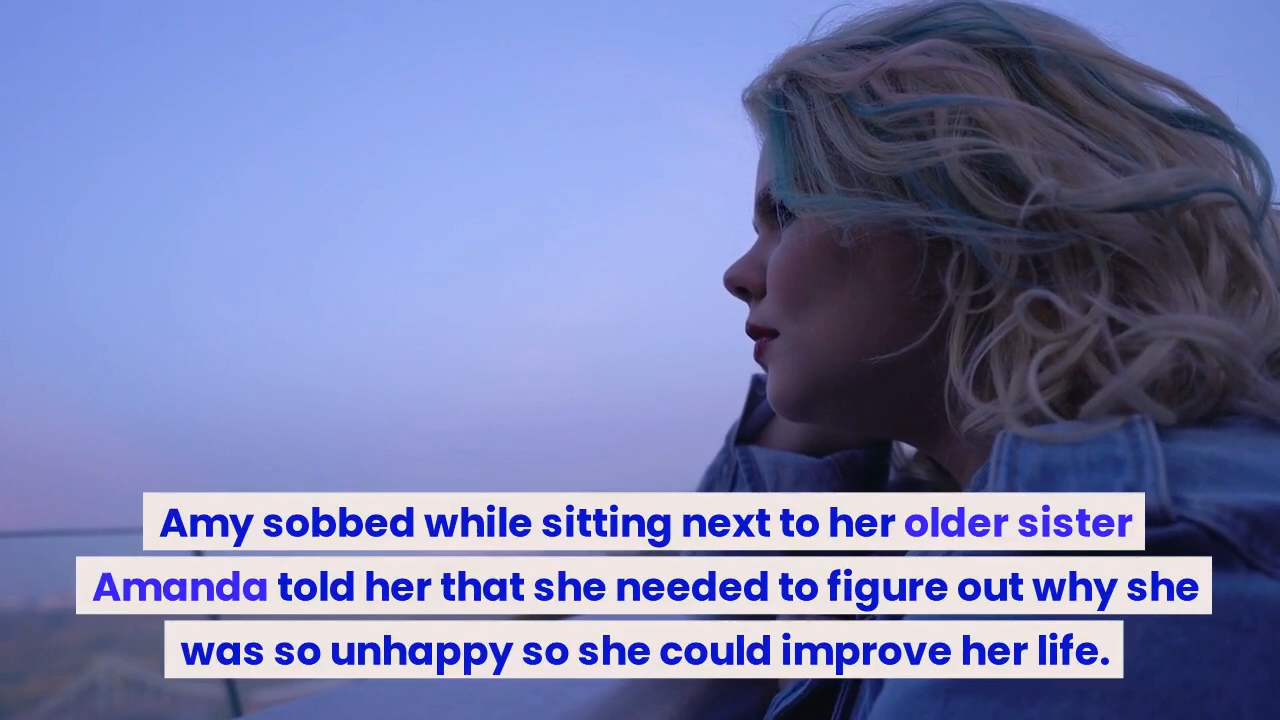 Amy sobbed while sitting next to her older sister
Amanda told her that she needed to figure out why she
was so unhappy so she could improve her life.